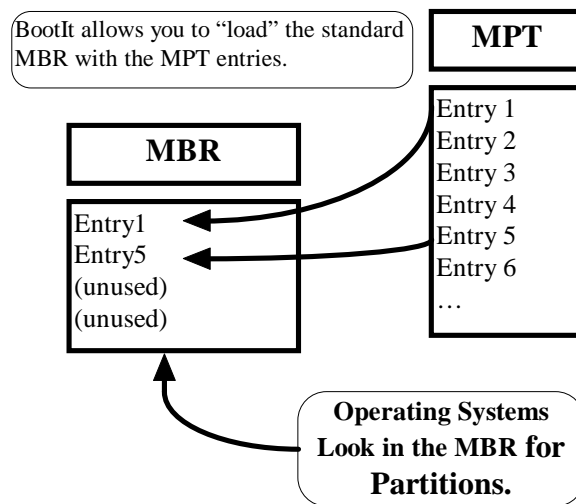 BootIt allows you to “load” the standard
MBR with the MPT entries.
MPT
Entry 1
Entry 2
Entry 3
Entry 4
Entry 5
Entry 6
…
MBR
Entry1
Entry5
(unused)
(unused)
Operating Systems
Look in the MBR for
Partitions.